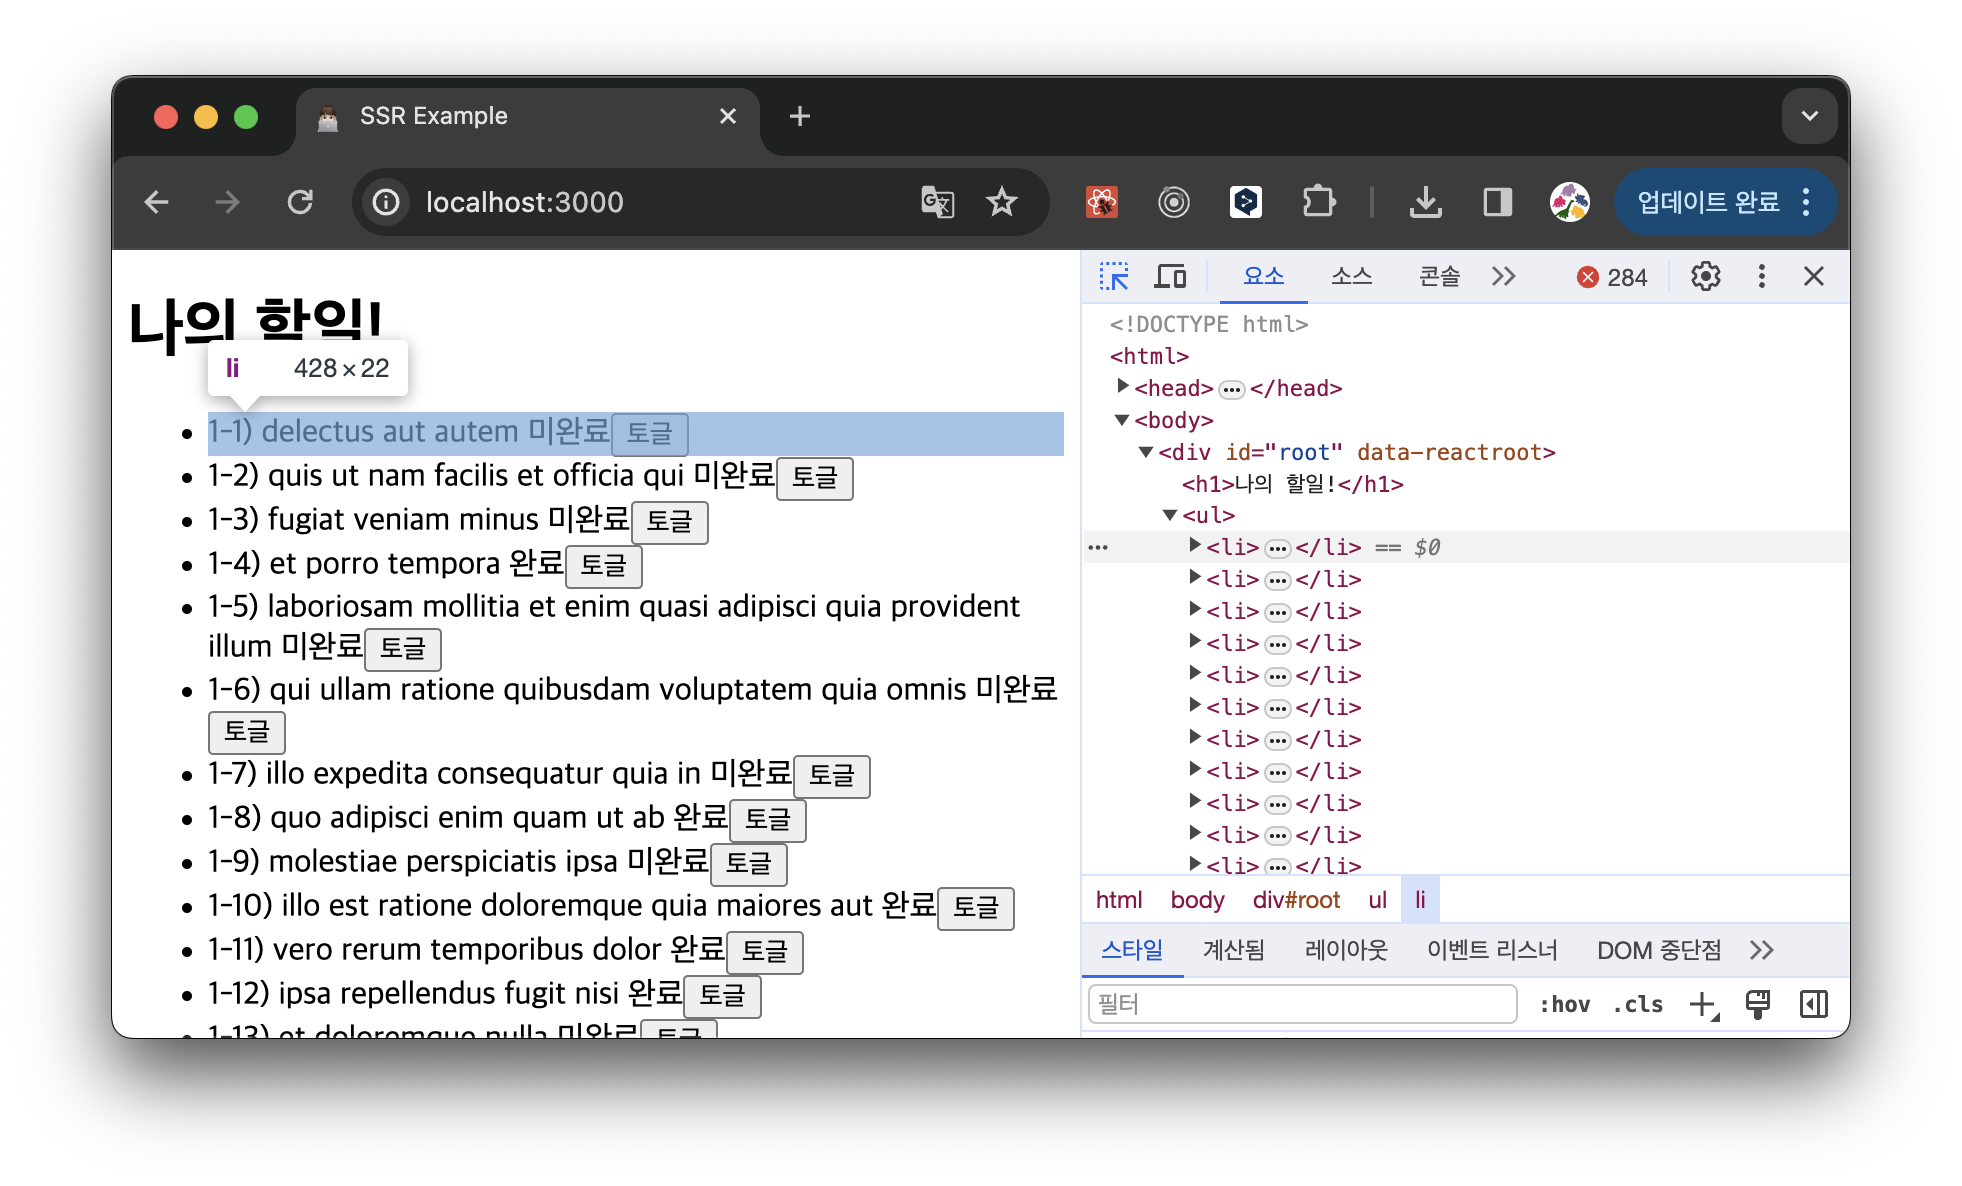 SSR Example
localhost:3000
업데이트 완료
나의 할일!
li 428 × 22
1-1) delectus aut autem 미완료 토글
1-2) quis ut nam facilis et officia qui 미완료 토글
1-3) fugiat veniam minus 미완료 토글
1-4) et porro tempora 완료 토글
1-5) laboriosam mollitia et enim quasi adipisci quia provident
illum 미완료 토글
1-6) qui ullam ratione quibusdam voluptatem quia omnis 미완료
토글
1-7) illo expedita consequatur quia in 미완료 토글
1-8) quo adipisci enim quam ut ab 완료 토글
1-9) molestiae perspiciatis ipsa 미완료 토글
1-10) illo est ratione doloremque quia maiores aut 완료 토글
1-11) vero rerum temporibus dolor 완료 토글
1-12) ipsa repellendus fugit nisi 완료 토글
1-13) et doloremque nulla 미완료 토글
요소 소스 콘솔 284
<!DOCTYPE html>
<html>
<head> ••• </head>
<body>
<div id="root" data-reactroot>
<h1>나의 할일!</h1>
<ul>
••• <li> ••• </li> == $0
<li> ••• </li>
<li> ••• </li>
<li> ••• </li>
<li> ••• </li>
<li> ••• </li>
<li> ••• </li>
<li> ••• </li>
<li> ••• </li>
<li> ••• </li>
<li> ••• </li>
html body div#root ul li
스타일 계산됨 레이아웃 이벤트 리스너 DOM 중단점
필터 :hov .cls